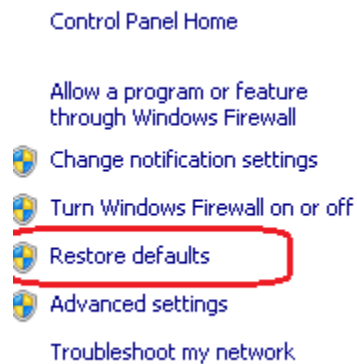 Control Panel Home
Allow a program or feature
through Windows Firewall
Change notification settings
Turn Windows Firewall on or off
Restore defaults
Advanced settings
Troubleshoot my network